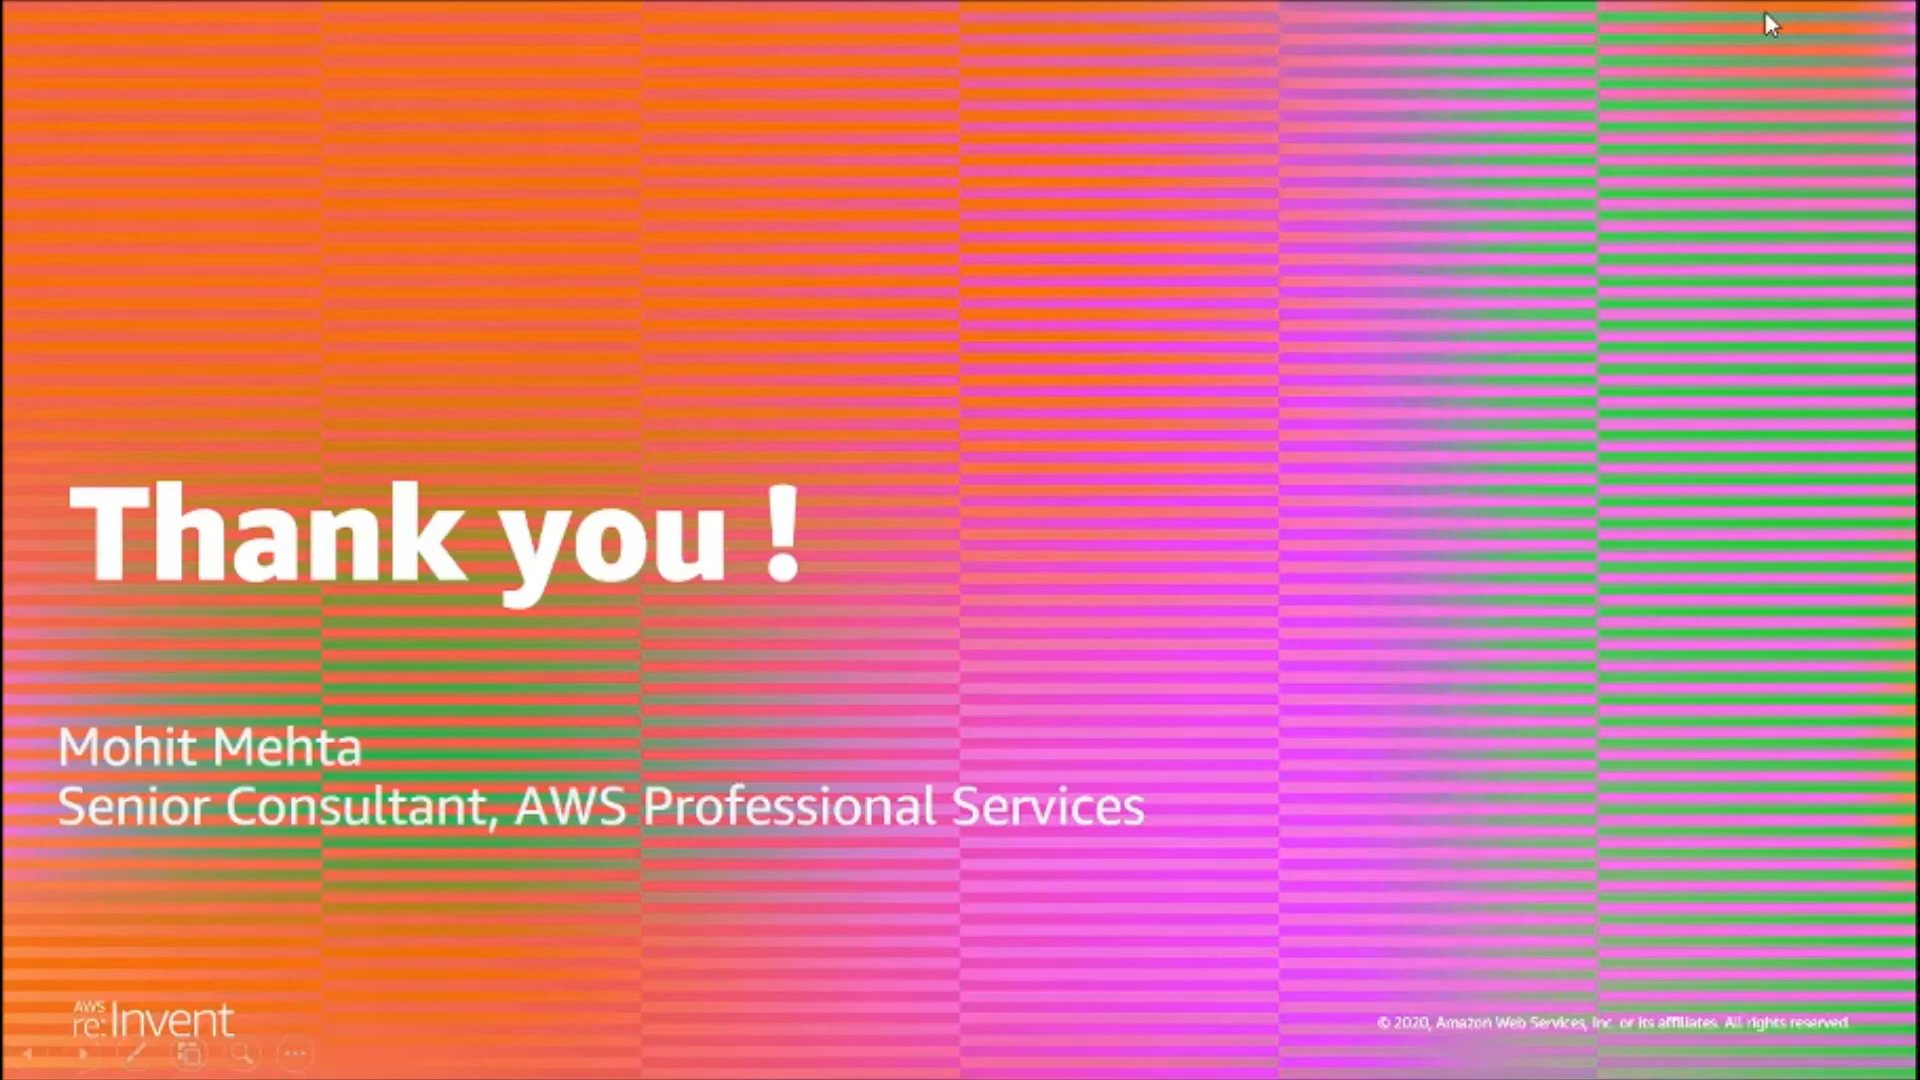 Thank you !
Mohit Mehta
Senior Consultant, AWS Professional Services
AWS
re:Invent
© 2020, Amazon Web Services, Inc. or its affiliates. All rights reserved.